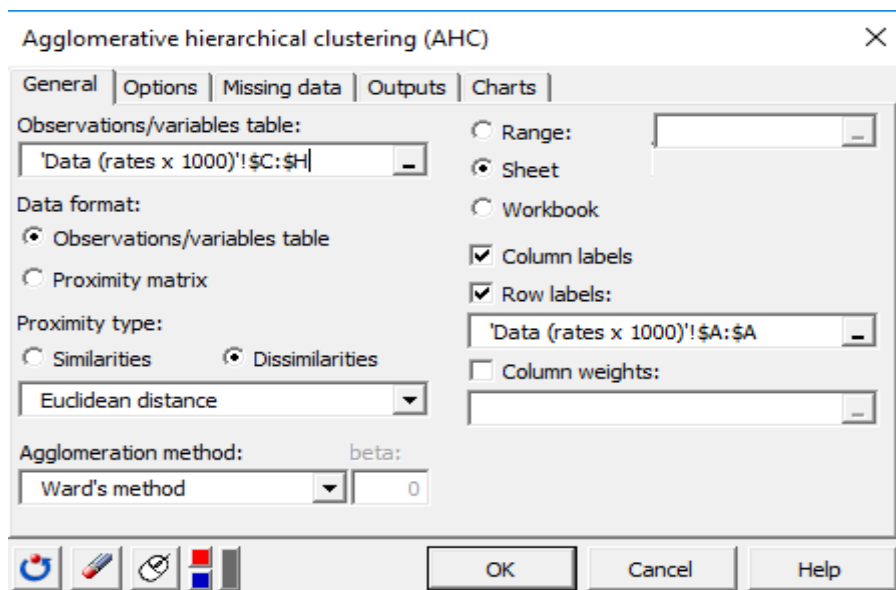 Agglomerative hierarchical clustering (AHC)
General Options Missing data Outputs Charts
Observations/variables table:
'Data (rates x 1000)'!$C:$H
Data format:
Observations/variables table
Proximity matrix
Proximity type:
Similarities Dissimilarities
Euclidean distance
Agglomeration method: beta:
Ward's method 0
Range:
Sheet
Workbook
Column labels
Row labels:
'Data (rates x 1000)'!$A:$A
Column weights:
OK Cancel Help